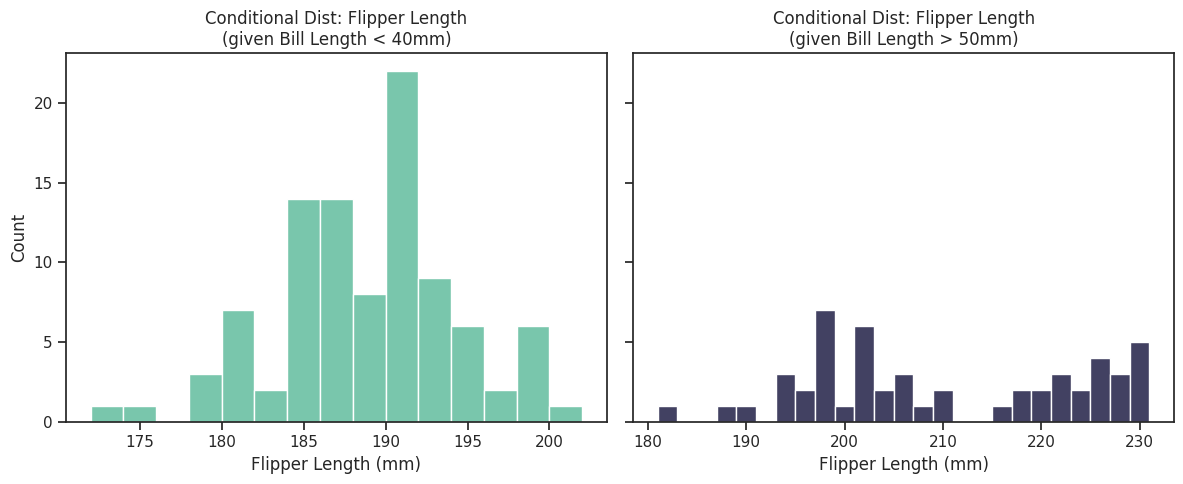 Conditional Dist: Flipper Length
(given Bill Length < 40mm)
Conditional Dist: Flipper Length
(given Bill Length > 50mm)
20
15
10
5
0
Count
175 180 185 190 195 200
Flipper Length (mm)
180 190 200 210 220 230
Flipper Length (mm)